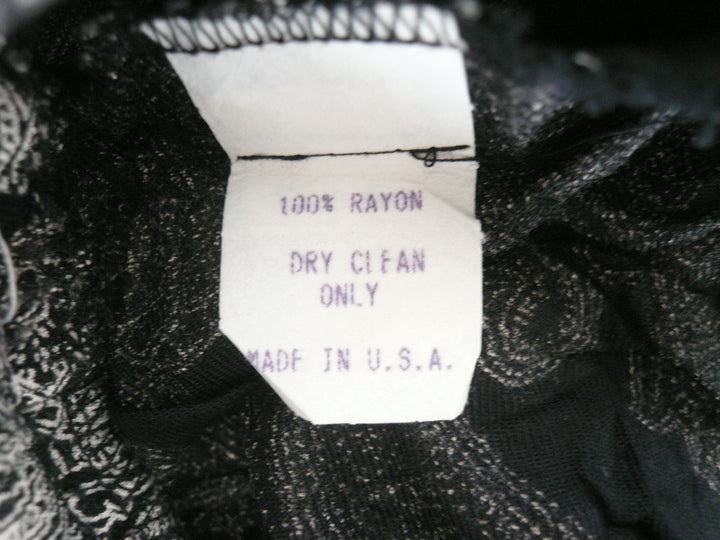 100% RAYON
DRY CLEAN
ONLY
MADE IN U.S.A.